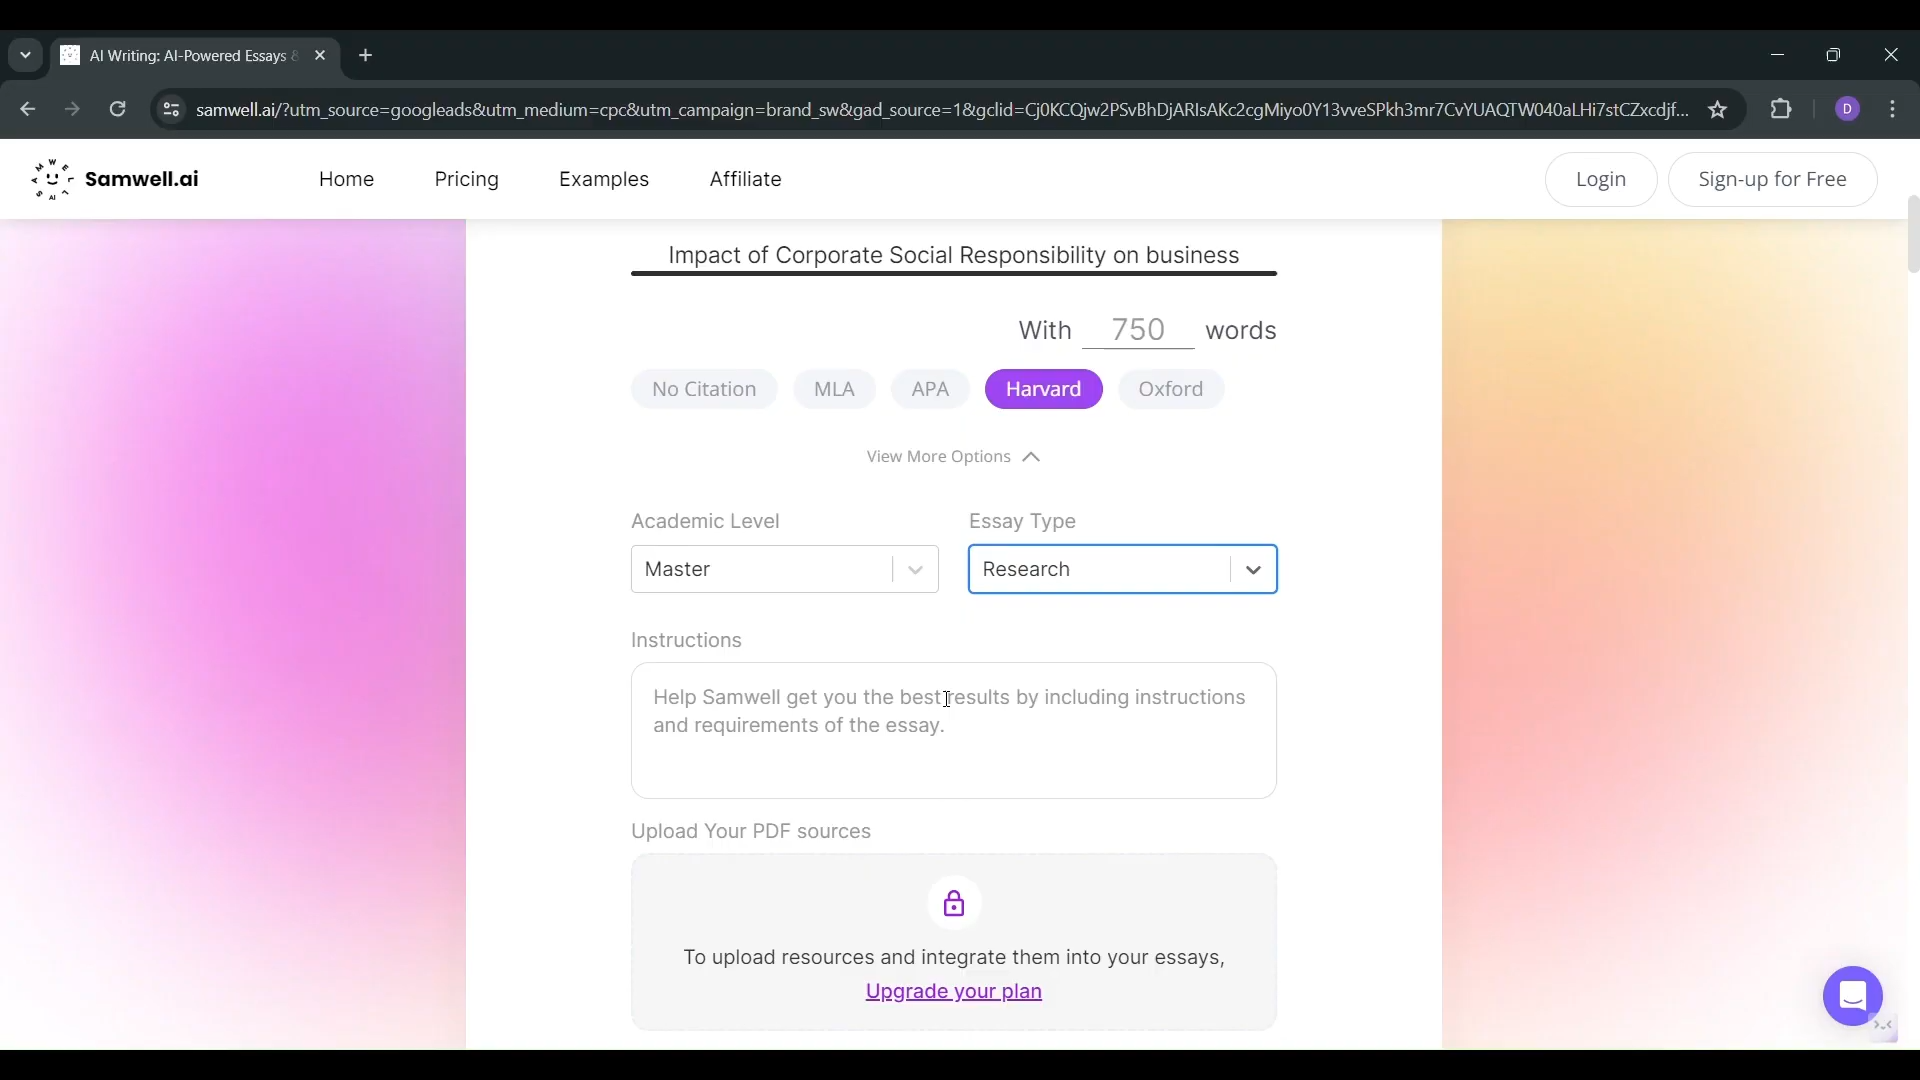 AI Writing: AI-Powered Essays &
samwell.ai/?utm_source=googleads&utm_medium=cpc&utm_campaign=brand_sw&gad_source=1&gclid=Cj0KCQjw2PSvBhDjARIsAKc2cgMiyo0Y13vveSPkh3mr7CvYUAQTW040aLHi7stCZxcdjf...
D
SAMWELL AI
Samwell.ai
Home
Pricing
Examples
Affiliate
Login
Sign-up for Free
Impact of Corporate Social Responsibility on business
With 750 words
No Citation
MLA
APA
Harvard
Oxford
View More Options
Academic Level
Essay Type
Master
Research
Instructions
Help Samwell get you the best results by including instructions
and requirements of the essay.
Upload Your PDF sources
To upload resources and integrate them into your essays,
Upgrade your plan